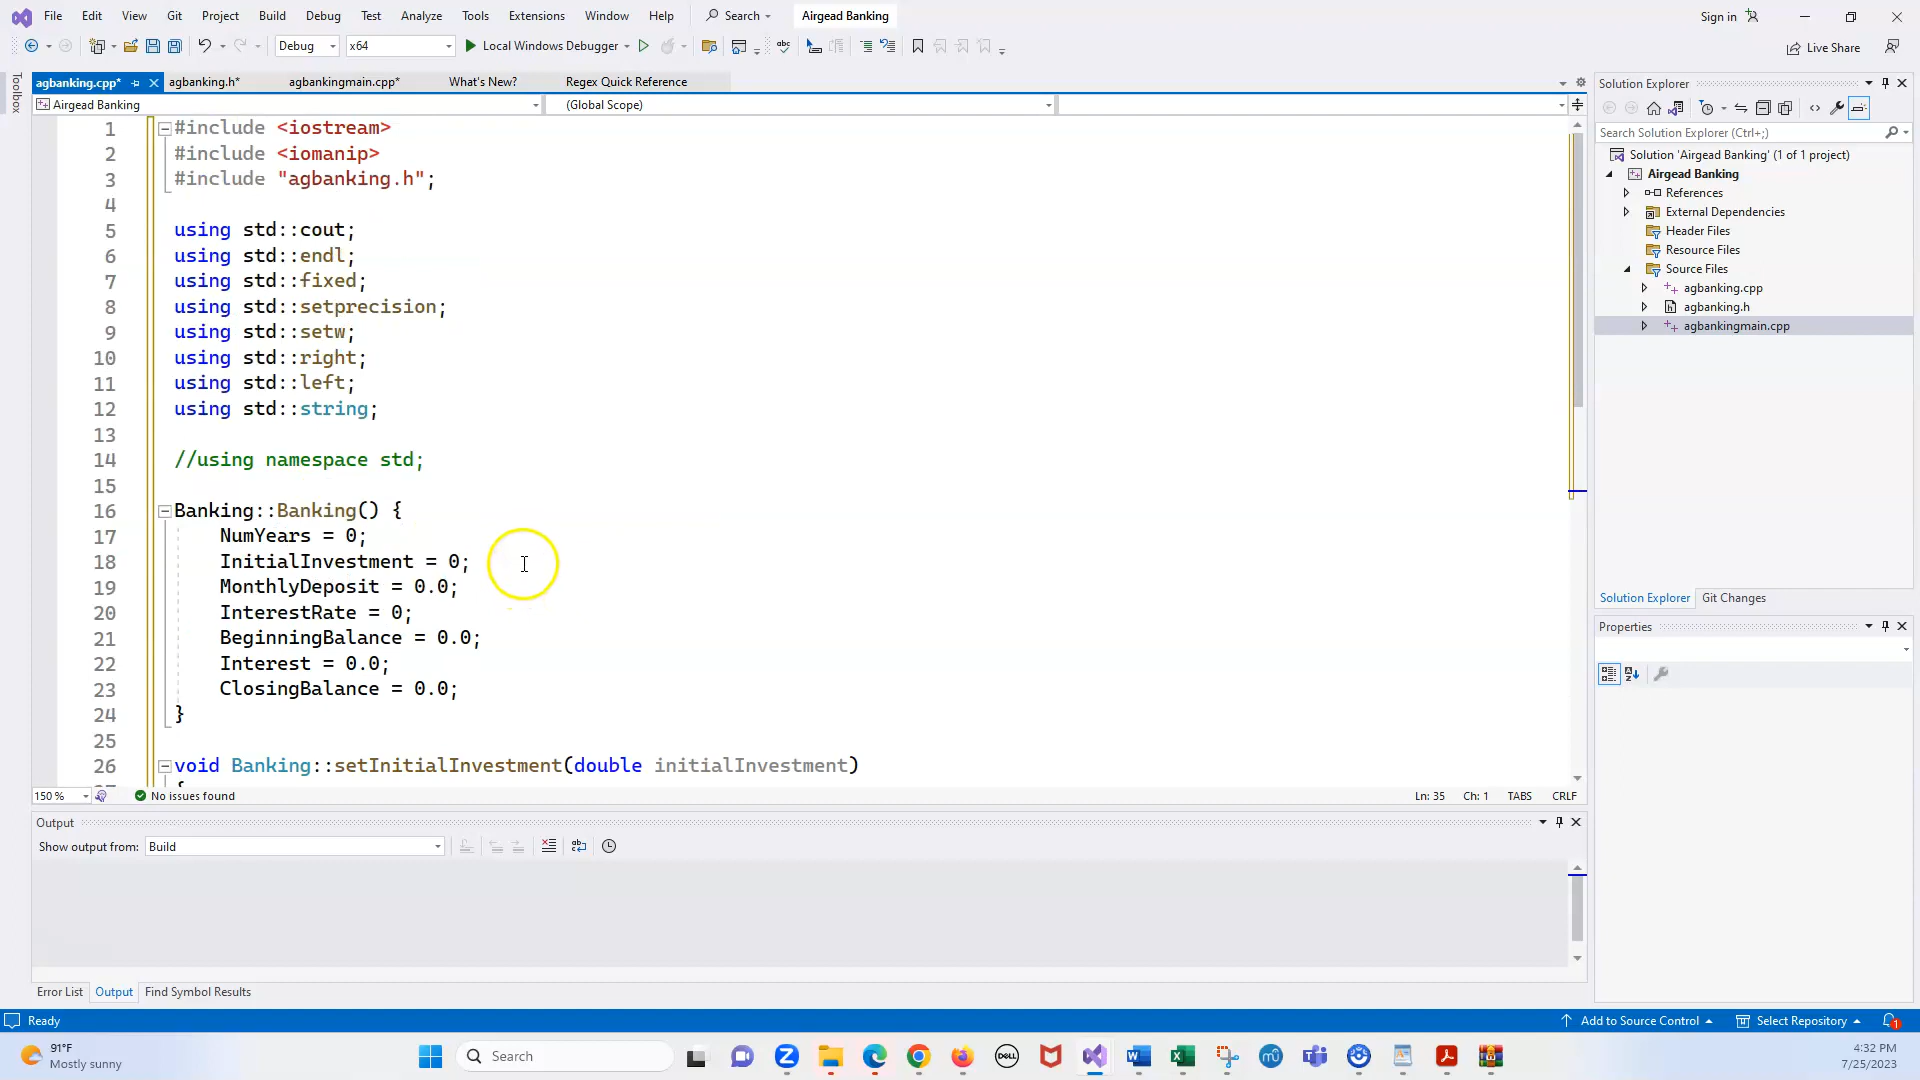 File Edit View Git Project Build Debug Test Analyze Tools Extensions Window Help Search Airgead Banking Sign in
Debug x64 Local Windows Debugger Live Share
agbanking.cpp* agbanking.h* agbankingmain.cpp* What's New? Regex Quick Reference
Airgead Banking (Global Scope)
Toolbox
1 #include <iostream>
2 #include <iomanip>
3 #include "agbanking.h";
4
5 using std::cout;
6 using std::endl;
7 using std::fixed;
8 using std::setprecision;
9 using std::setw;
10 using std::right;
11 using std::left;
12 using std::string;
13
14 //using namespace std;
15
16 Banking::Banking() {
17 NumYears = 0;
18 InitialInvestment = 0;
19 MonthlyDeposit = 0.0;
20 InterestRate = 0;
21 BeginningBalance = 0.0;
22 Interest = 0.0;
23 ClosingBalance = 0.0;
24 }
25
26 void Banking::setInitialInvestment(double initialInvestment)
150 % No issues found Ln: 35 Ch: 1 TABS CRLF
Output
Show output from: Build
Error List Output Find Symbol Results
Solution Explorer
Search Solution Explorer (Ctrl+;)
Solution 'Airgead Banking' (1 of 1 project)
Airgead Banking
References
External Dependencies
Header Files
Resource Files
Source Files
agbanking.cpp
agbanking.h
agbankingmain.cpp
Solution Explorer Git Changes
Properties
Ready Add to Source Control Select Repository 1
91°F
Mostly sunny
Search
DELL
4:32 PM
7/25/2023